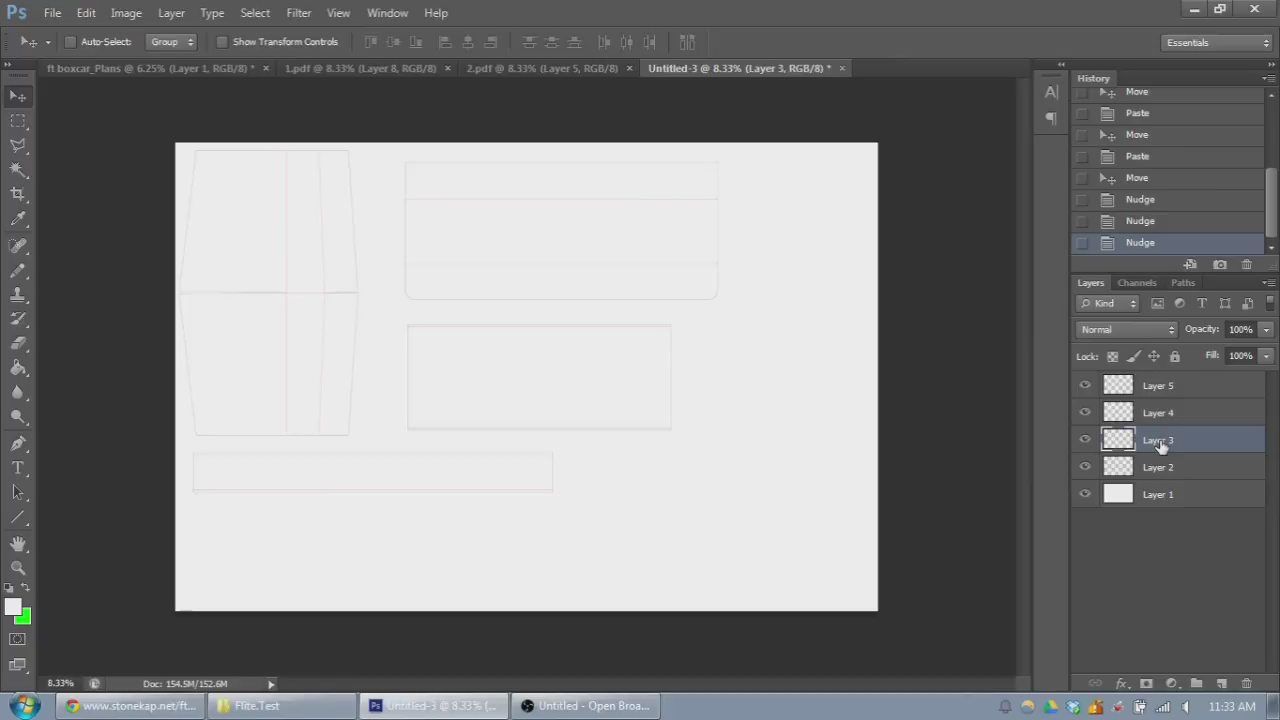 Ps File Edit Image Layer Type Select Filter View Window Help
Auto-Select: Group Show Transform Controls Essentials
ft boxcar_Plans @ 6.25% (Layer 1, RGB/8) * × 1.pdf @ 8.33% (Layer 8, RGB/8) × 2.pdf @ 8.33% (Layer 5, RGB/8) × Untitled-3 @ 8.33% (Layer 3, RGB/8) * ×
History
Move
Paste
Move
Paste
Move
Nudge
Nudge
Nudge
Layers Channels Paths
Kind
Normal Opacity: 100%
Lock: Fill: 100%
Layer 5
Layer 4
Layer 3
Layer 2
Layer 1
8.33% Doc: 154.5M/152.6M
www.stonekap.net/ft... Flite.Test Untitled-3 @ 8.33% (... Untitled - Open Broa... 11:33 AM